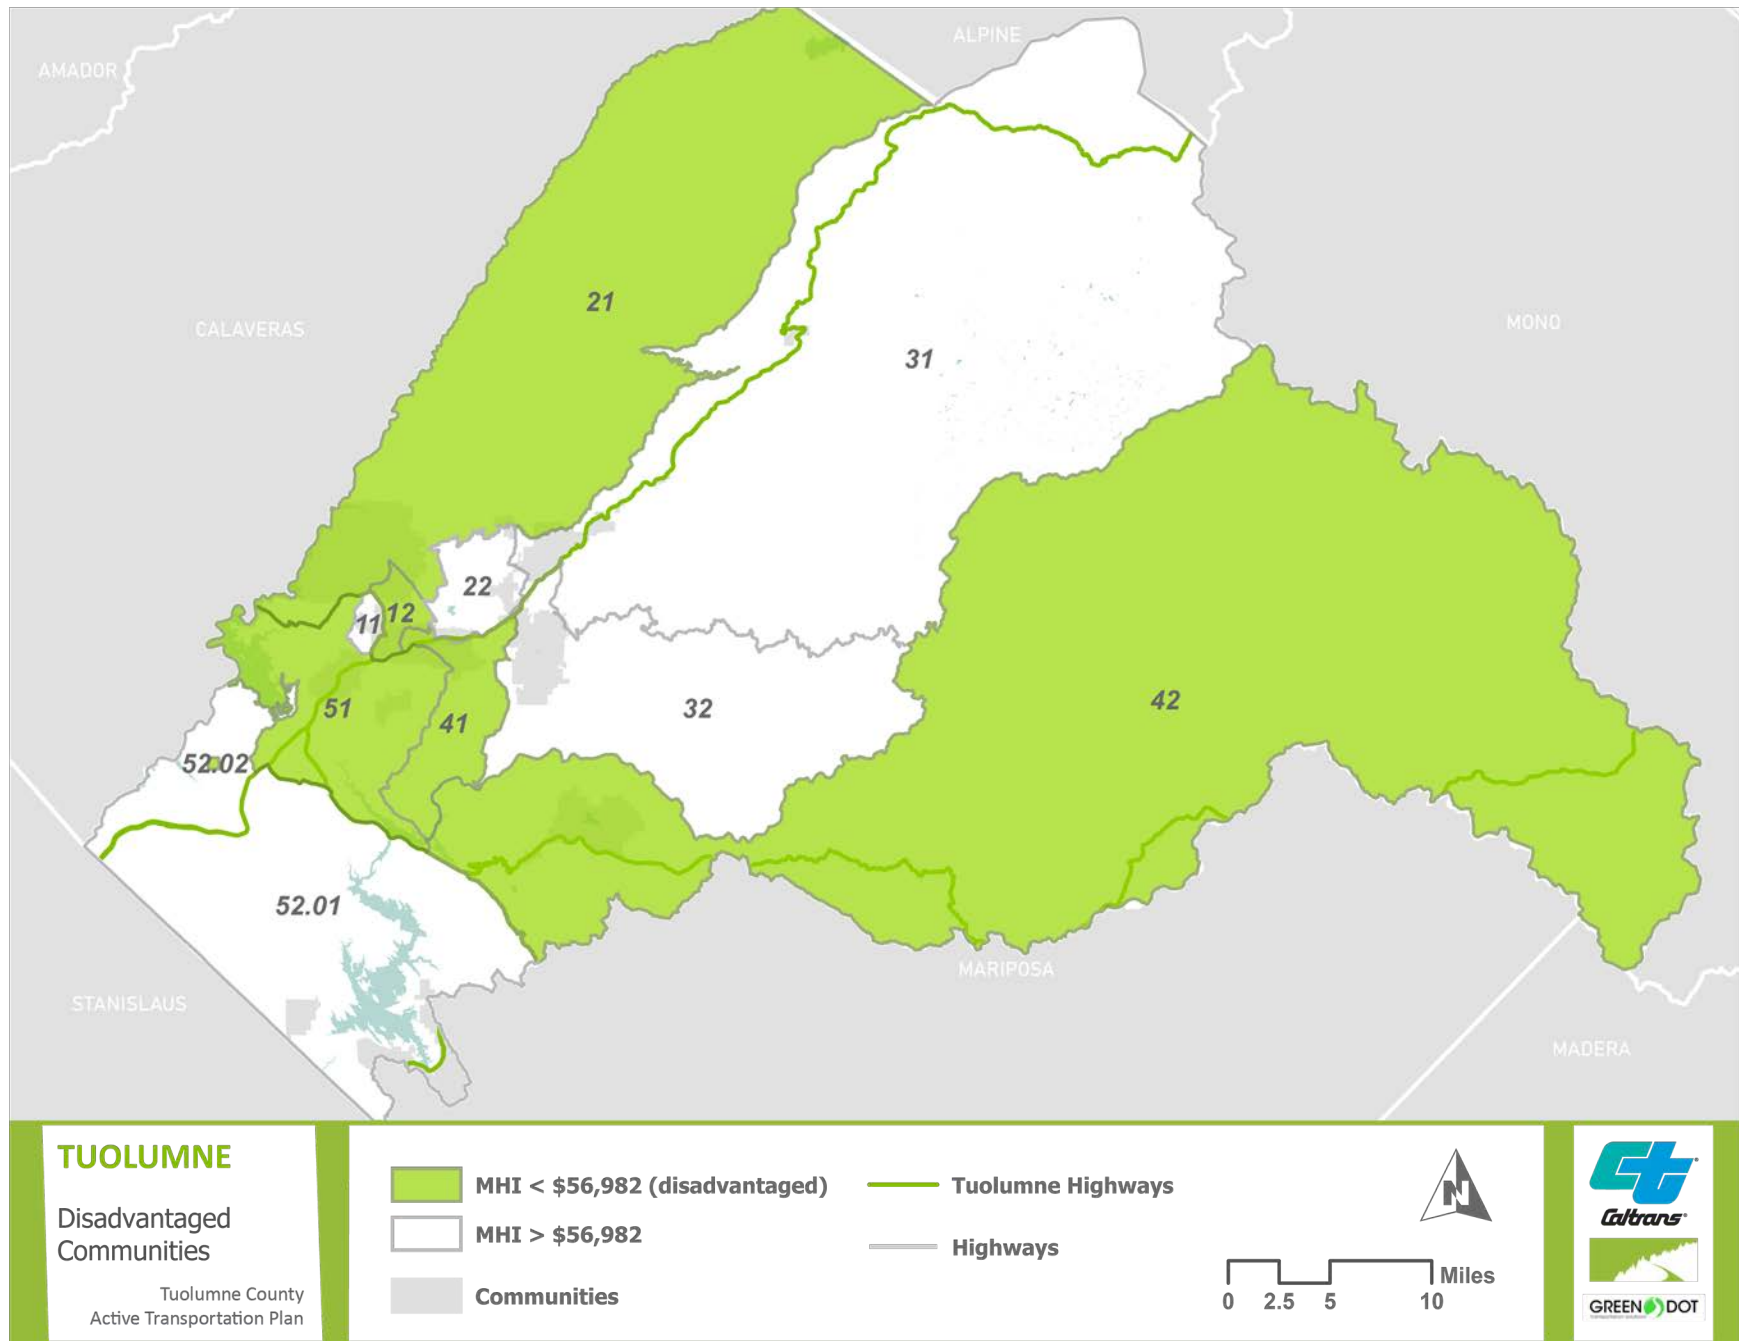 AMADOR
ALPINE
CALAVERAS
MONO
21
31
22
12
11
51
41
32
42
52.02
52.01
STANISLAUS
MARIPOSA
MADERA
TUOLUMNE
Disadvantaged
Communities
Tuolumne County
Active Transportation Plan
MHI < $56,982 (disadvantaged)
MHI > $56,982
Communities
Tuolumne Highways
Highways
N
Miles
0 2.5 5 10
Caltrans
GREEN DOT